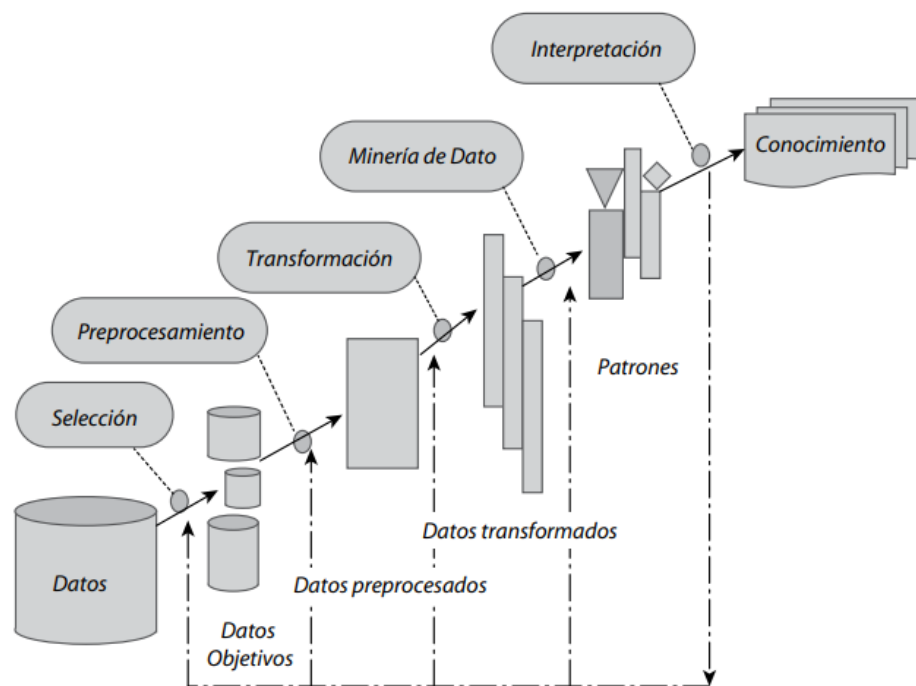 Interpretación
Conocimiento
Minería de Dato
Transformación
Preprocesamiento
Patrones
Selección
Datos transformados
Datos
Datos preprocesados
Datos
Objetivos